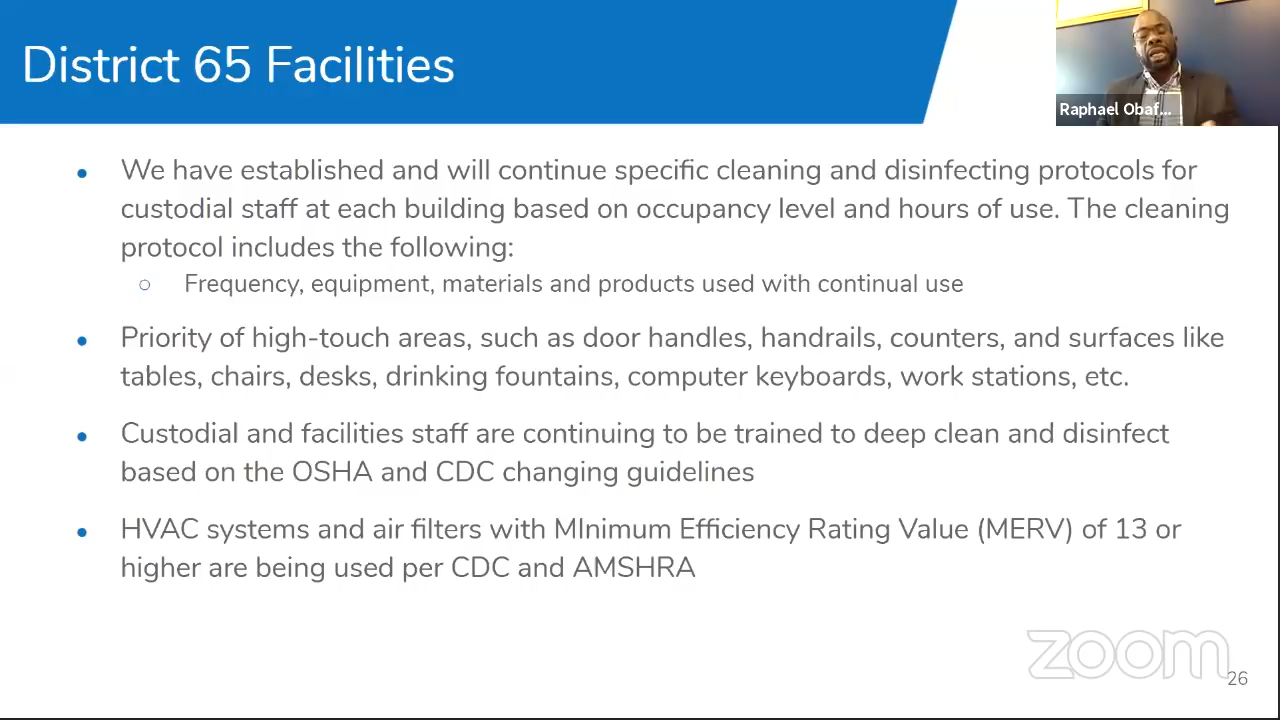 District 65 Facilities
Raphael Obaf...
We have established and will continue specific cleaning and disinfecting protocols for
custodial staff at each building based on occupancy level and hours of use. The cleaning
protocol includes the following:
Frequency, equipment, materials and products used with continual use
Priority of high-touch areas, such as door handles, handrails, counters, and surfaces like
tables, chairs, desks, drinking fountains, computer keyboards, work stations, etc.
Custodial and facilities staff are continuing to be trained to deep clean and disinfect
based on the OSHA and CDC changing guidelines
HVAC systems and air filters with MInimum Efficiency Rating Value (MERV) of 13 or
higher are being used per CDC and AMSHRA
zoom
26